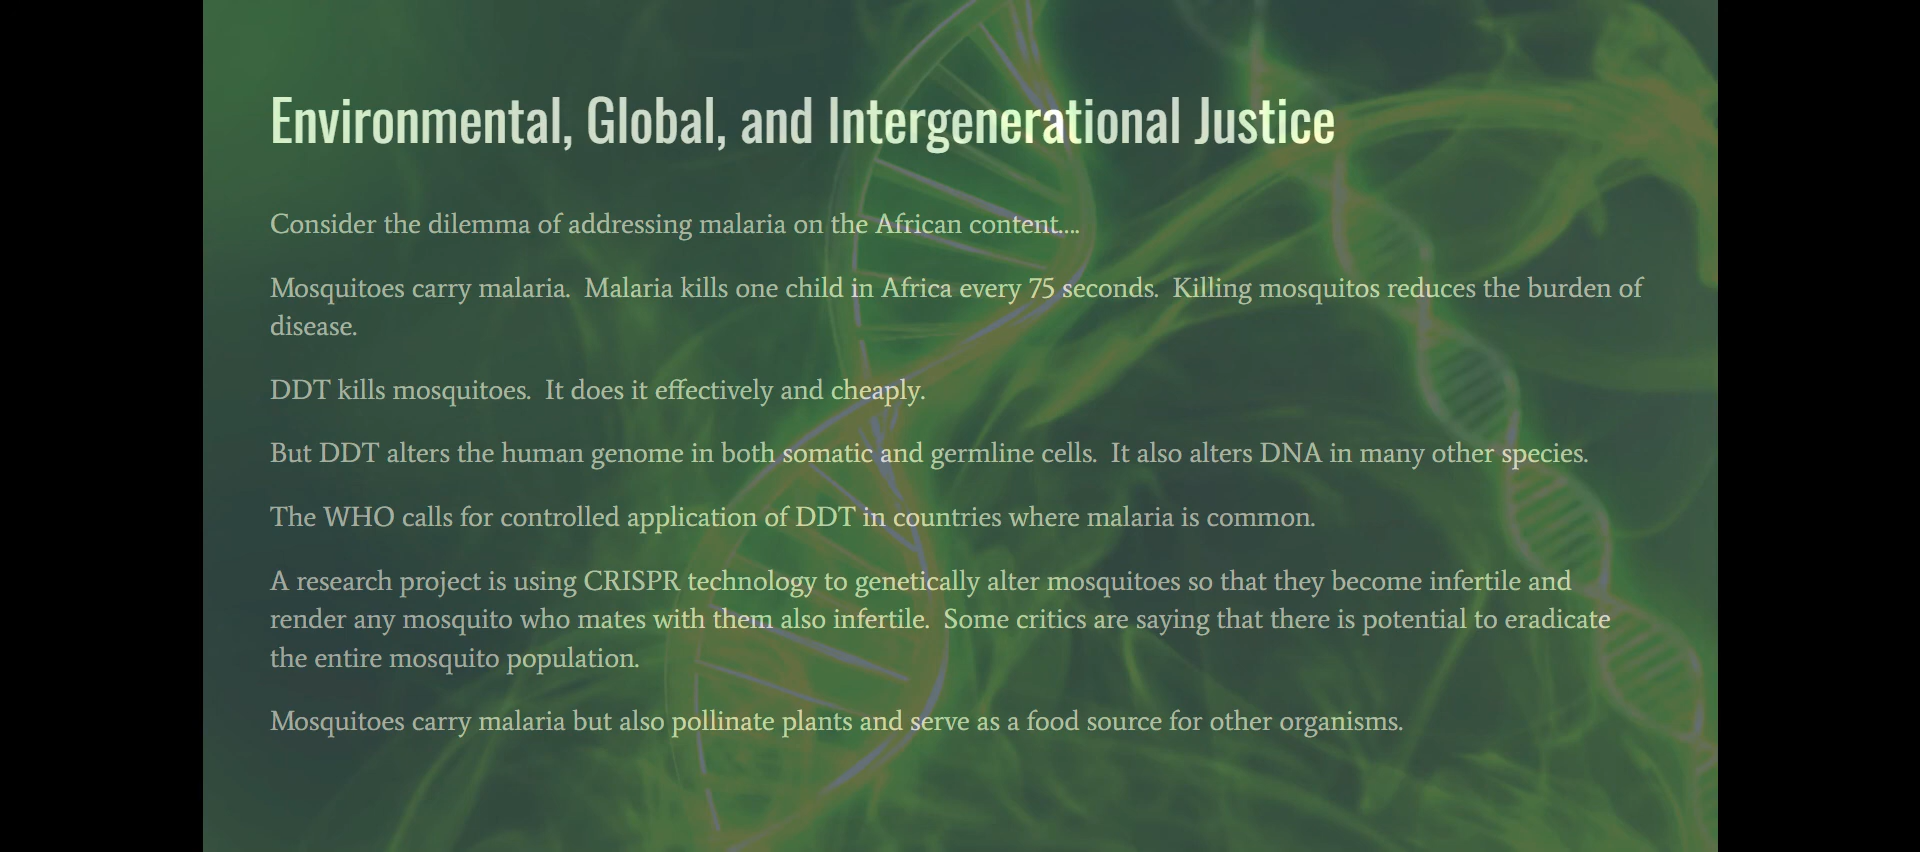 Environmental, Global, and Intergenerational Justice
Consider the dilemma of addressing malaria on the African content....
Mosquitoes carry malaria.  Malaria kills one child in Africa every 75 seconds.  Killing mosquitos reduces the burden of
disease.
DDT kills mosquitoes.  It does it effectively and cheaply.
But DDT alters the human genome in both somatic and germline cells.  It also alters DNA in many other species.
The WHO calls for controlled application of DDT in countries where malaria is common.
A research project is using CRISPR technology to genetically alter mosquitoes so that they become infertile and
render any mosquito who mates with them also infertile.  Some critics are saying that there is potential to eradicate
the entire mosquito population.
Mosquitoes carry malaria but also pollinate plants and serve as a food source for other organisms.